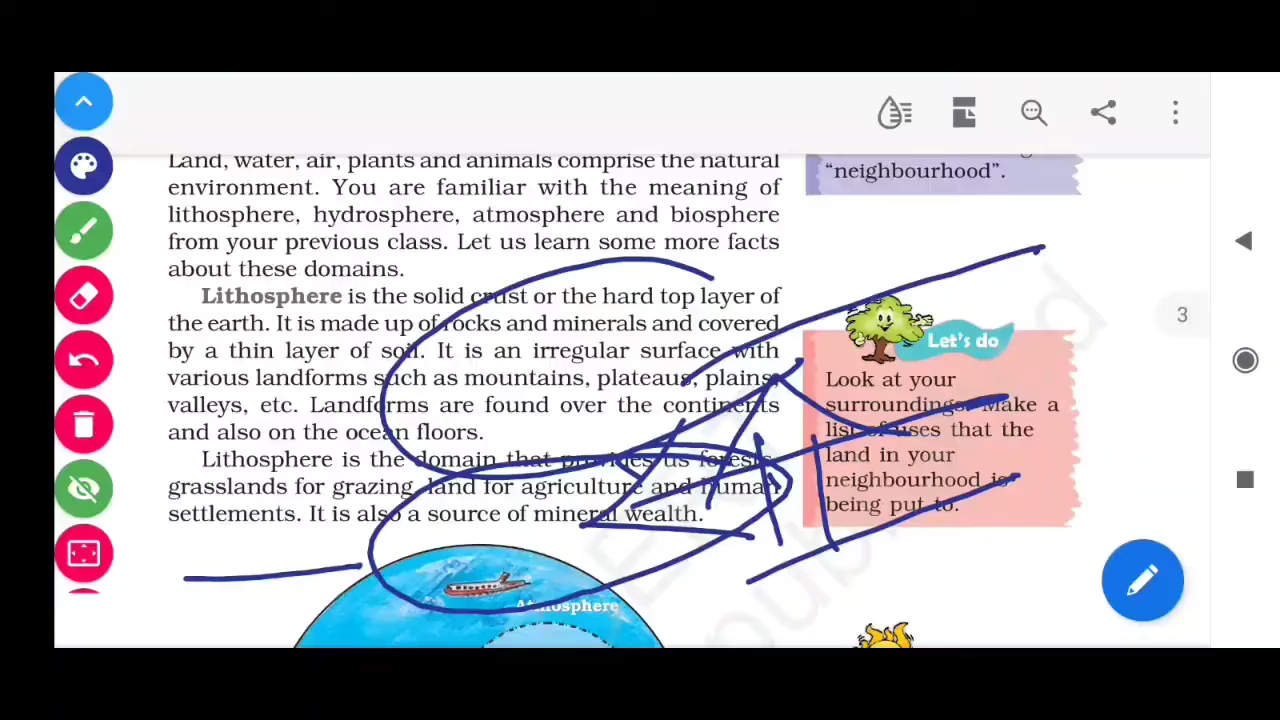 Land, water, air, plants and animals comprise the natural
environment. You are familiar with the meaning of
lithosphere, hydrosphere, atmosphere and biosphere
from your previous class. Let us learn some more facts
about these domains.
Lithosphere is the solid crust or the hard top layer of
the earth. It is made up of rocks and minerals and covered
by a thin layer of soil. It is an irregular surface with
various landforms such as mountains, plateaus, plains,
valleys, etc. Landforms are found over the continents
and also on the ocean floors.
Lithosphere is the domain that provides us forests,
grasslands for grazing, land for agriculture and human
settlements. It is also a source of mineral wealth.
Atmosphere
“neighbourhood”.
Let’s do
Look at your
surroundings. Make a
list of uses that the
land in your
neighbourhood is
being put to.
3